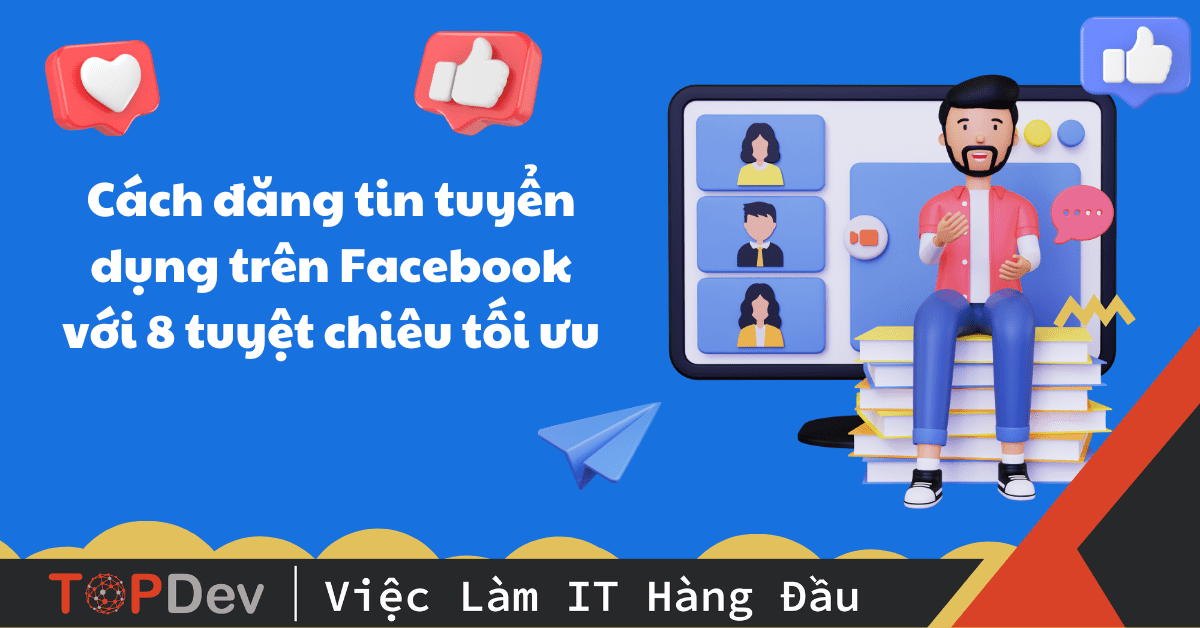 Cách đăng tin tuyển
dụng trên Facebook
với 8 tuyệt chiêu tối ưu
TOPDev | Việc Làm IT Hàng Đầu